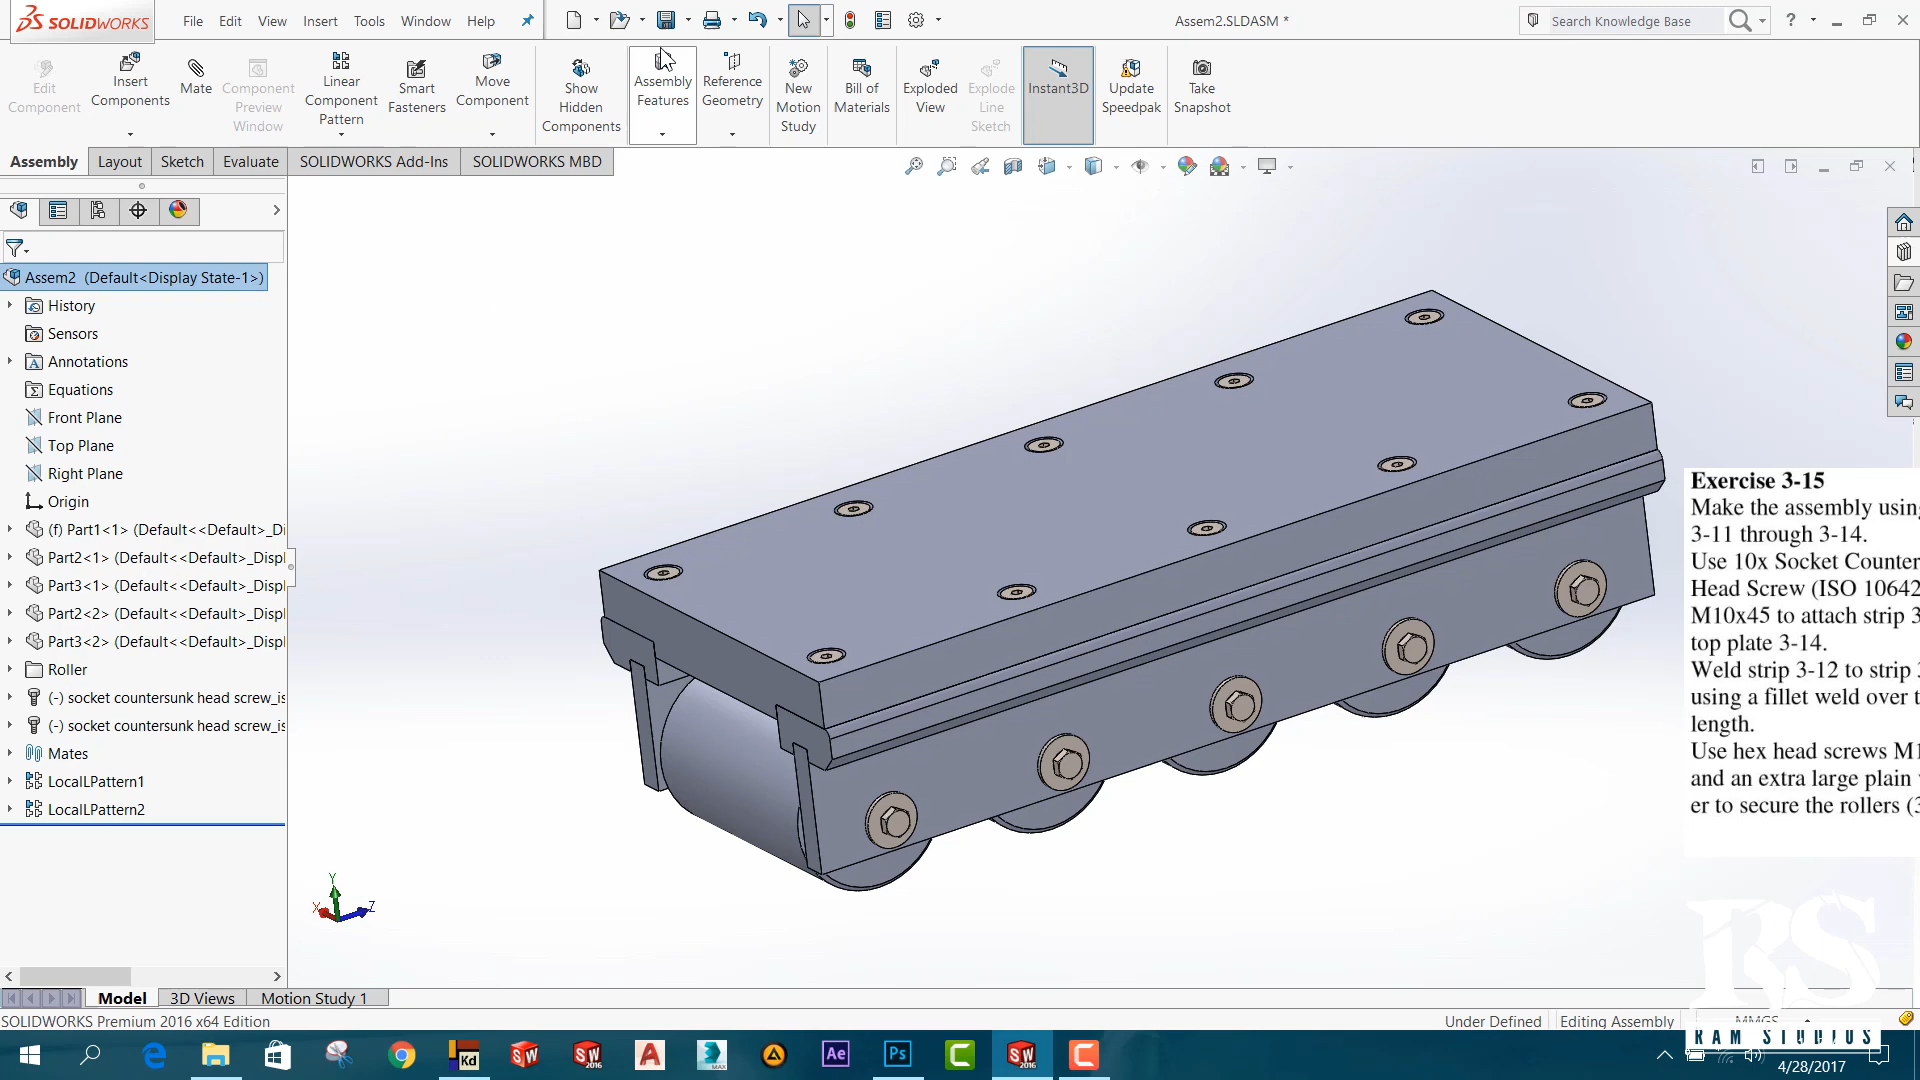 SOLIDWORKS File Edit View Insert Tools Window Help Assem2.SLDASM * Search Knowledge Base ?
Edit Component
Insert Components
Mate
Component Preview Window
Linear Component Pattern
Smart Fasteners
Move Component
Show Hidden Components
Assembly Features
Reference Geometry
New Motion Study
Bill of Materials
Exploded View
Explode Line Sketch
Instant3D
Update Speedpak
Take Snapshot
Assembly Layout Sketch Evaluate SOLIDWORKS Add-Ins SOLIDWORKS MBD
Assem2 (Default<Display State-1>)
History
Sensors
Annotations
Equations
Front Plane
Top Plane
Right Plane
Origin
(f) Part1<1> (Default<<Default>_Di
Part2<1> (Default<<Default>_Displ
Part3<1> (Default<<Default>_Displ
Part2<2> (Default<<Default>_Displ
Part3<2> (Default<<Default>_Displ
Roller
(-) socket countersunk head screw_is
(-) socket countersunk head screw_is
Mates
LocalLPattern1
LocalLPattern2
Y
X Z
Exercise 3-15
Make the assembly using
3-11 through 3-14.
Use 10x Socket Counter
Head Screw (ISO 10642
M10x45 to attach strip 3
top plate 3-14.
Weld strip 3-12 to strip
using a fillet weld over t
length.
Use hex head screws M1
and an extra large plain
er to secure the rollers (3
Model 3D Views Motion Study 1
SOLIDWORKS Premium 2016 x64 Edition Under Defined Editing Assembly MMGS
RS
RAM STUDIOS
4/28/2017